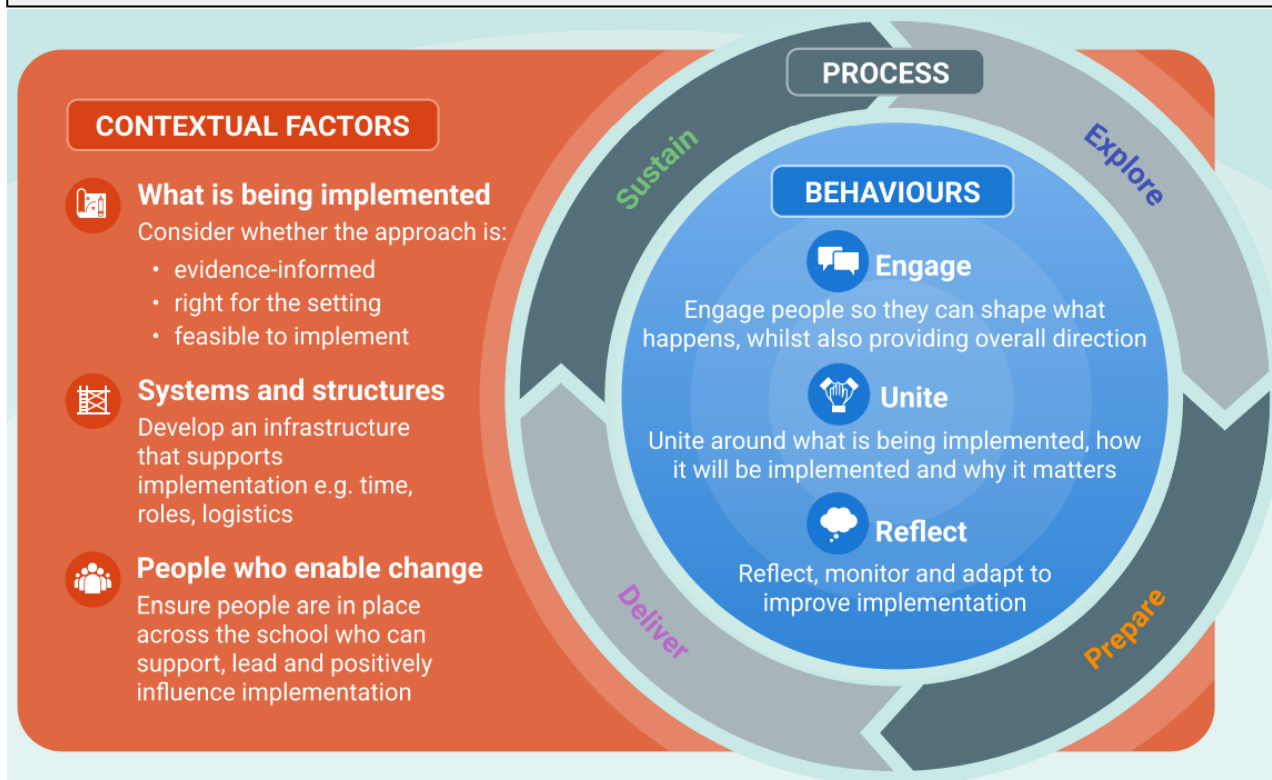 CONTEXTUAL FACTORS
What is being implemented
Consider whether the approach is:
• evidence-informed
• right for the setting
• feasible to implement
Systems and structures
Develop an infrastructure
that supports
implementation e.g. time,
roles, logistics
People who enable change
Ensure people are in place
across the school who can
support, lead and positively
influence implementation
PROCESS
Explore
Prepare
Deliver
Sustain
BEHAVIOURS
Engage
Engage people so they can shape what
happens, whilst also providing overall direction
Unite
Unite around what is being implemented, how
it will be implemented and why it matters
Reflect
Reflect, monitor and adapt to
improve implementation